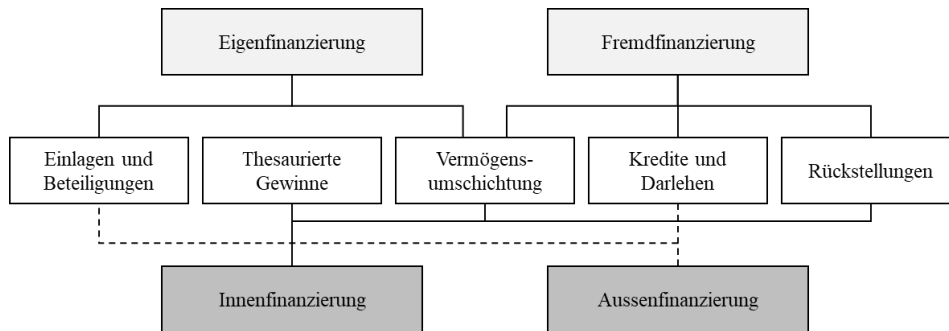 Eigenfinanzierung
Fremdfinanzierung
Einlagen und
Beteiligungen
Thesaurierte
Gewinne
Vermögens-
umschichtung
Kredite und
Darlehen
Rückstellungen
Innenfinanzierung
Aussenfinanzierung